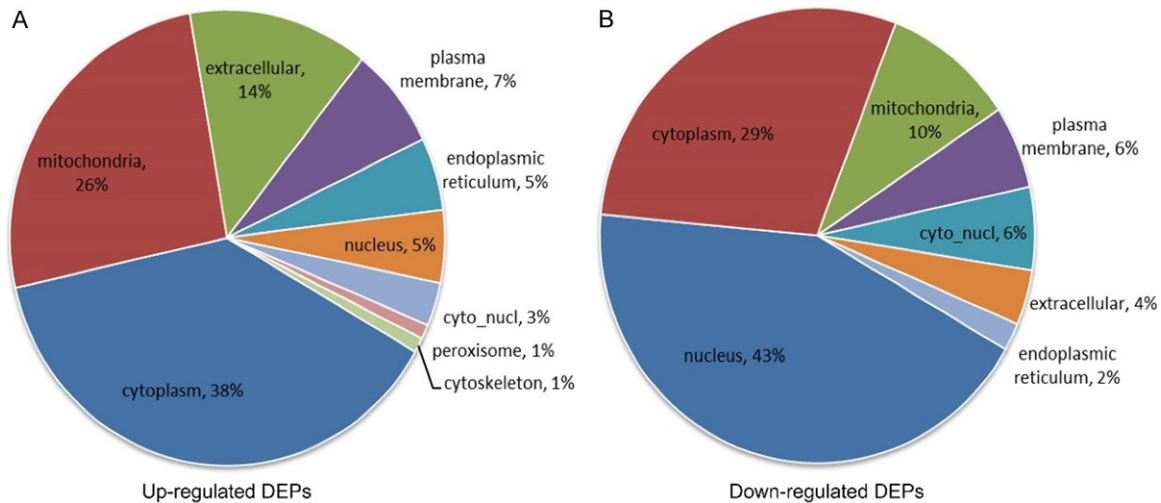 A
extracellular,
14%
plasma
membrane, 7%
mitochondria,
26%
endoplasmic
reticulum, 5%
nucleus, 5%
cyto_nucl, 3%
peroxisome, 1%
cytoskeleton, 1%
cytoplasm, 38%
Up-regulated DEPs
B
cytoplasm, 29%
mitochondria,
10%
plasma
membrane, 6%
cyto_nucl, 6%
extracellular, 4%
endoplasmic
reticulum, 2%
nucleus, 43%
Down-regulated DEPs